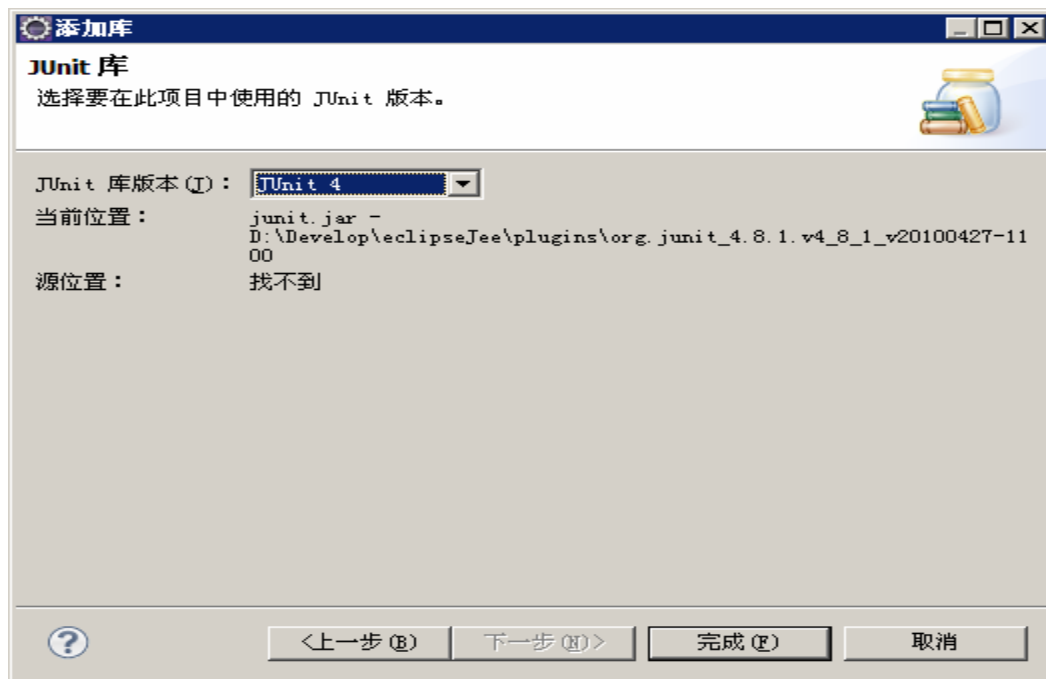 添加库
JUnit 库
选择要在此项目中使用的 JUnit 版本。
JUnit 库版本(J)： JUnit 4
当前位置： junit.jar -
D:\Develop\eclipseJee\plugins\org.junit_4.8.1.v4_8_1_v20100427-11
00
源位置： 找不到
?
<上一步(B) 下一步(N)> 完成(F) 取消